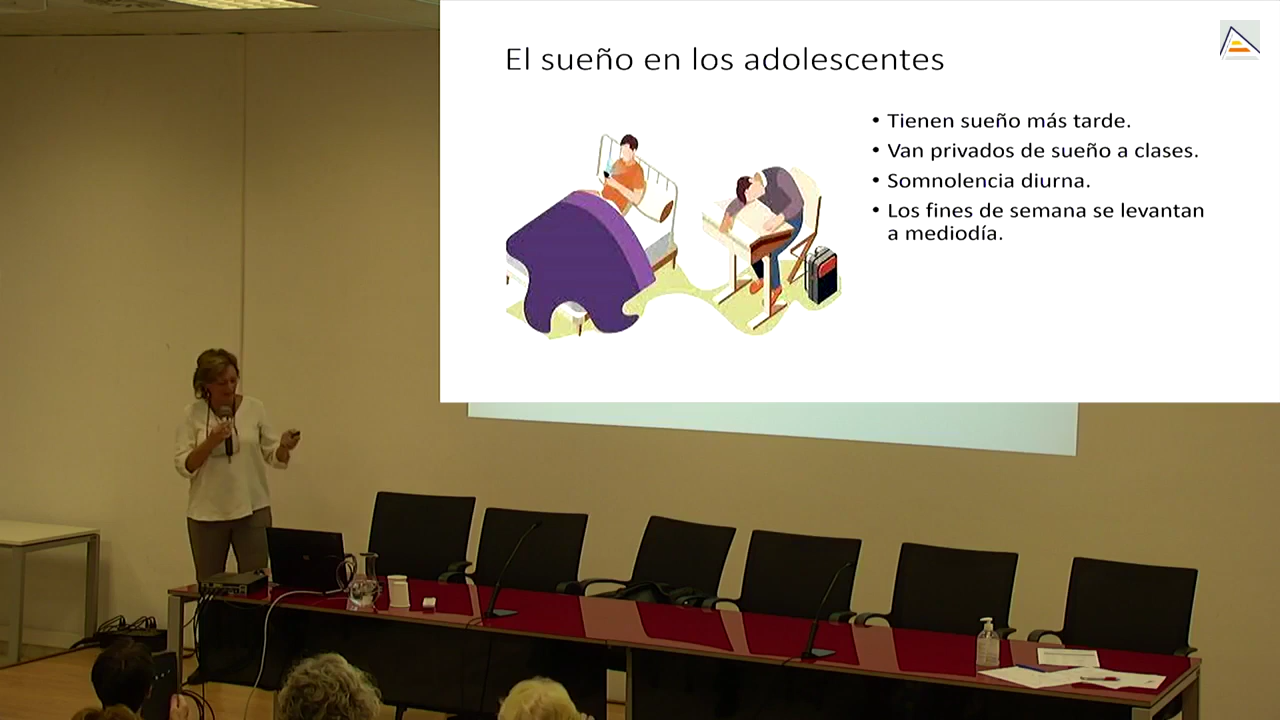 El sueño en los adolescentes
• Tienen sueño más tarde.
• Van privados de sueño a clases.
• Somnolencia diurna.
• Los fines de semana se levantan
a mediodía.